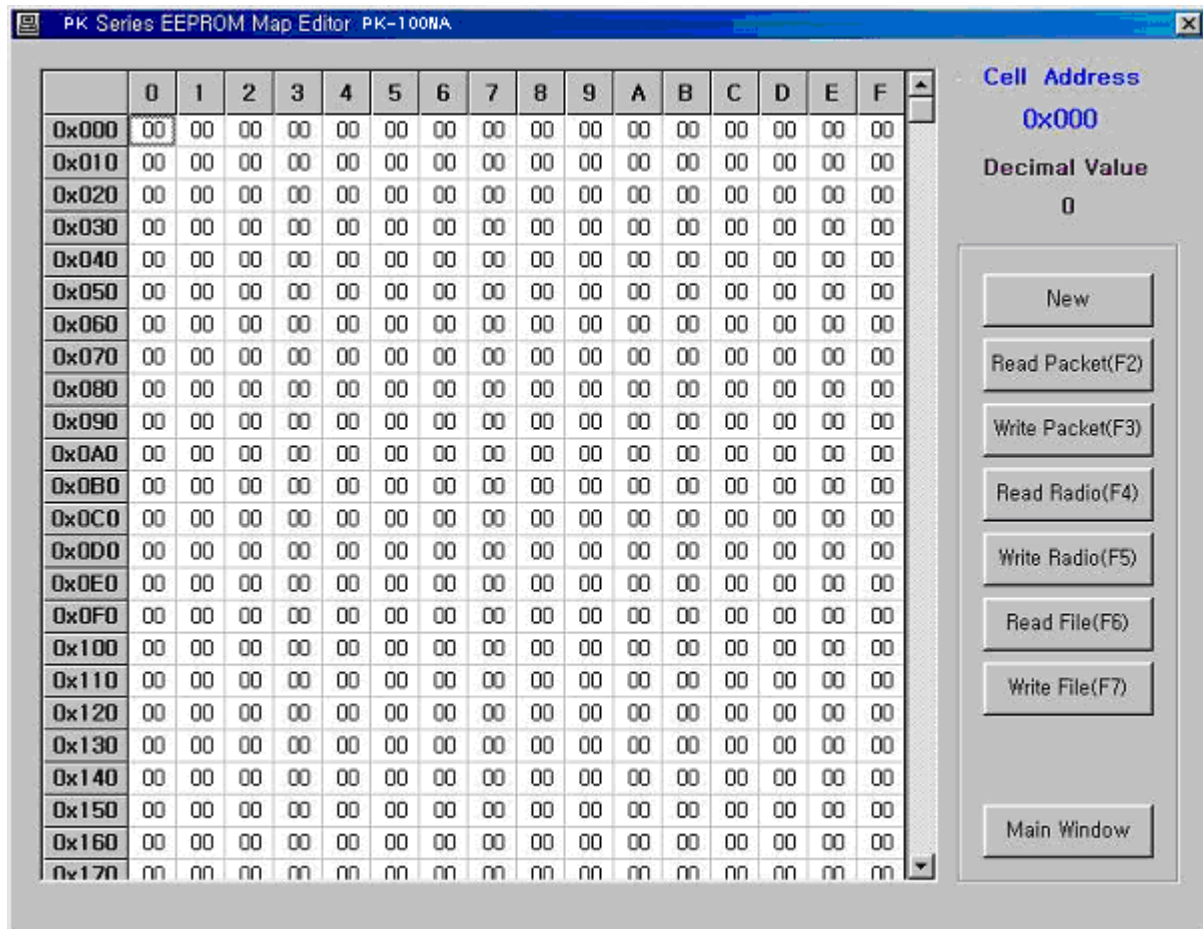 PK Series EEPROM Map Editor PK-100NA
0 1 2 3 4 5 6 7 8 9 A B C D E F
0x000 00 00 00 00 00 00 00 00 00 00 00 00 00 00 00 00
0x010 00 00 00 00 00 00 00 00 00 00 00 00 00 00 00 00
0x020 00 00 00 00 00 00 00 00 00 00 00 00 00 00 00 00
0x030 00 00 00 00 00 00 00 00 00 00 00 00 00 00 00 00
0x040 00 00 00 00 00 00 00 00 00 00 00 00 00 00 00 00
0x050 00 00 00 00 00 00 00 00 00 00 00 00 00 00 00 00
0x060 00 00 00 00 00 00 00 00 00 00 00 00 00 00 00 00
0x070 00 00 00 00 00 00 00 00 00 00 00 00 00 00 00 00
0x080 00 00 00 00 00 00 00 00 00 00 00 00 00 00 00 00
0x090 00 00 00 00 00 00 00 00 00 00 00 00 00 00 00 00
0x0A0 00 00 00 00 00 00 00 00 00 00 00 00 00 00 00 00
0x0B0 00 00 00 00 00 00 00 00 00 00 00 00 00 00 00 00
0x0C0 00 00 00 00 00 00 00 00 00 00 00 00 00 00 00 00
0x0D0 00 00 00 00 00 00 00 00 00 00 00 00 00 00 00 00
0x0E0 00 00 00 00 00 00 00 00 00 00 00 00 00 00 00 00
0x0F0 00 00 00 00 00 00 00 00 00 00 00 00 00 00 00 00
0x100 00 00 00 00 00 00 00 00 00 00 00 00 00 00 00 00
0x110 00 00 00 00 00 00 00 00 00 00 00 00 00 00 00 00
0x120 00 00 00 00 00 00 00 00 00 00 00 00 00 00 00 00
0x130 00 00 00 00 00 00 00 00 00 00 00 00 00 00 00 00
0x140 00 00 00 00 00 00 00 00 00 00 00 00 00 00 00 00
0x150 00 00 00 00 00 00 00 00 00 00 00 00 00 00 00 00
0x160 00 00 00 00 00 00 00 00 00 00 00 00 00 00 00 00
0x170 00 00 00 00 00 00 00 00 00 00 00 00 00 00 00 00
Cell Address
0x000
Decimal Value
0
New
Read Packet(F2)
Write Packet(F3)
Read Radio(F4)
Write Radio(F5)
Read File(F6)
Write File(F7)
Main Window